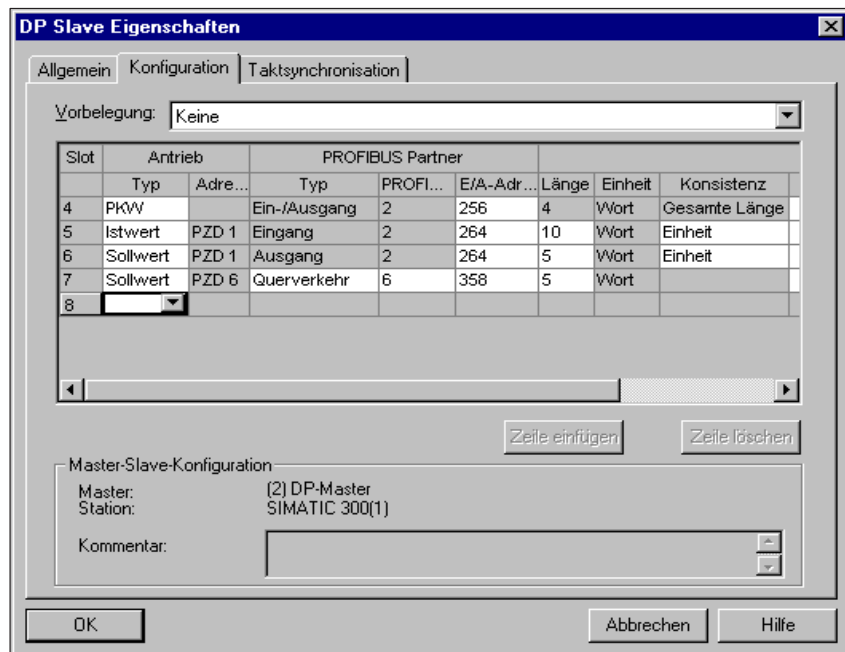 DP Slave Eigenschaften
Allgemein Konfiguration Taktsynchronisation
Vorbelegung: Keine
Slot Antrieb PROFIBUS Partner
Typ Adre... Typ PROFI... E/A-Adr... Länge Einheit Konsistenz
4 PKW Ein-/Ausgang 2 256 4 Wort Gesamte Länge
5 Istwert PZD 1 Eingang 2 264 10 Wort Einheit
6 Sollwert PZD 1 Ausgang 2 264 5 Wort Einheit
7 Sollwert PZD 6 Querverkehr 6 358 5 Wort
8
Zeile einfügen Zeile löschen
Master-Slave-Konfiguration
Master: (2) DP-Master
Station: SIMATIC 300(1)
Kommentar:
OK Abbrechen Hilfe